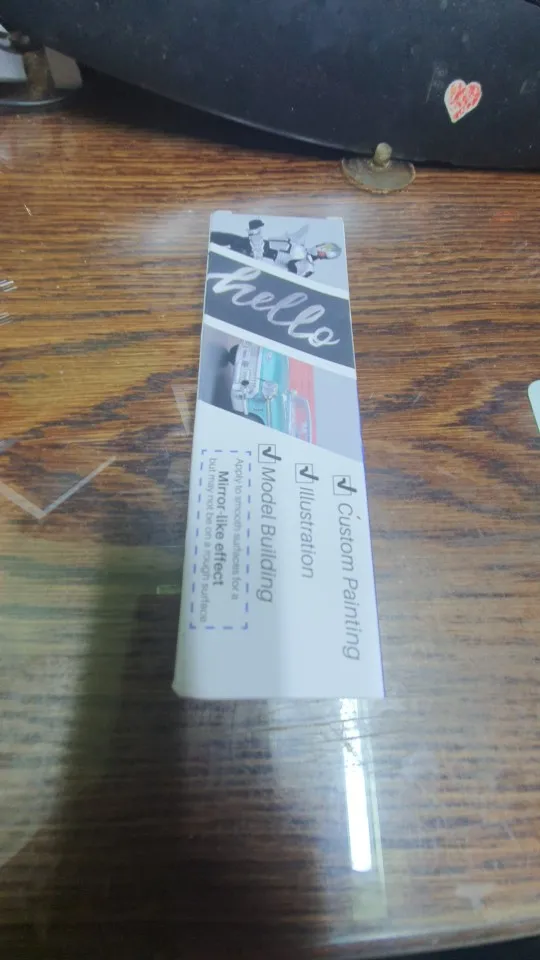 hello
Custom Painting
Illustration
Model Building
Apply to smooth surfaces for a
Mirror-like effect
but may not be on a rough surface